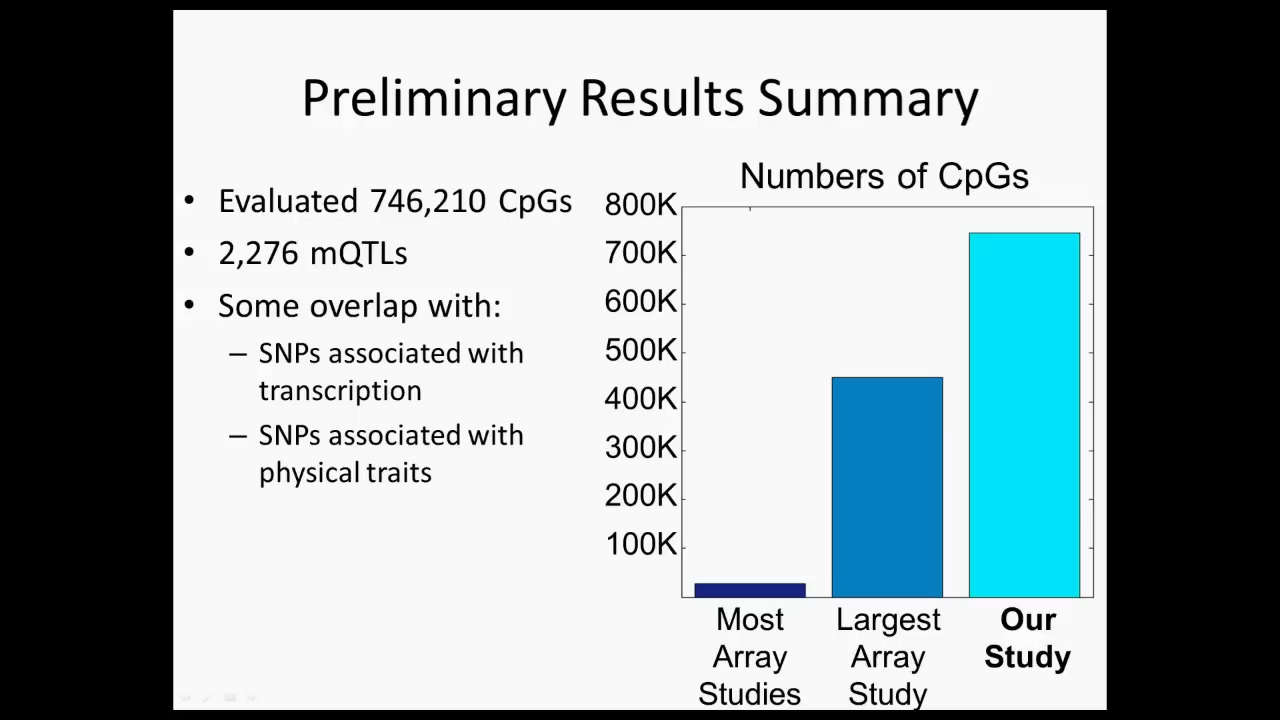 Preliminary Results Summary
• Evaluated 746,210 CpGs
• 2,276 mQTLs
• Some overlap with:
– SNPs associated with
transcription
– SNPs associated with
physical traits
Numbers of CpGs
800K
700K
600K
500K
400K
300K
200K
100K
Most
Array
Studies
Largest
Array
Study
Our
Study